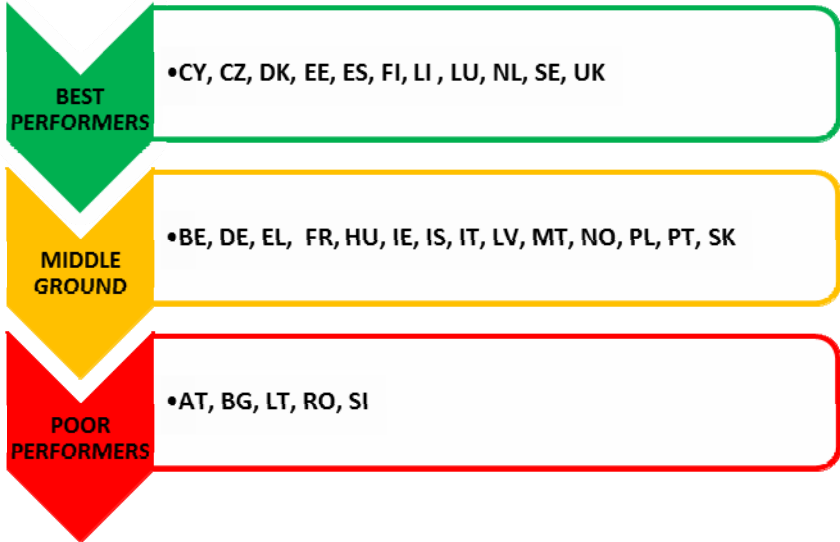 BEST
PERFORMERS
•CY, CZ, DK, EE, ES, FI, LI , LU, NL, SE, UK
MIDDLE
GROUND
•BE, DE, EL,  FR, HU, IE, IS, IT, LV, MT, NO, PL, PT, SK
POOR
PERFORMERS
•AT, BG, LT, RO, SI